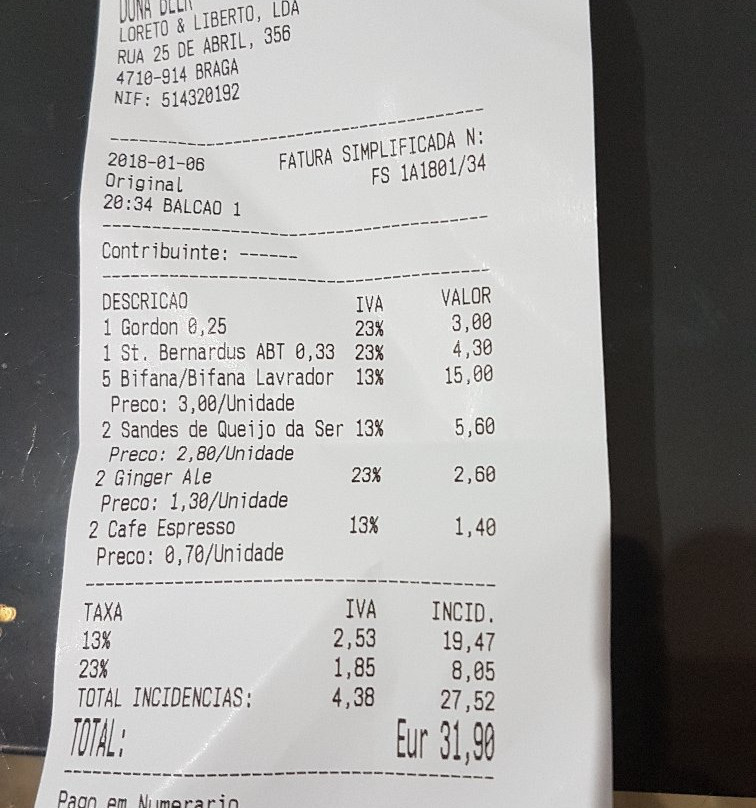 LORETO & LIBERTO, LDA
RUA 25 DE ABRIL, 356
4710-914 BRAGA
NIF: 514320192
2018-01-06 FATURA SIMPLIFICADA N:
Original FS 1A1801/34
20:34 BALCAO 1
Contribuinte: ------
DESCRICAO IVA VALOR
1 Gordon 0,25 23% 3,00
1 St. Bernardus ABT 0,33 23% 4,30
5 Bifana/Bifana Lavrador 13% 15,00
Preco: 3,00/Unidade
2 Sandes de Queijo da Ser 13% 5,60
Preco: 2,80/Unidade
2 Ginger Ale 23% 2,60
Preco: 1,30/Unidade
2 Cafe Espresso 13% 1,40
Preco: 0,70/Unidade
TAXA IVA INCID.
13% 2,53 19,47
23% 1,85 8,05
TOTAL INCIDENCIAS: 4,38 27,52
TOTAL: Eur 31,90
Pago em Numerario